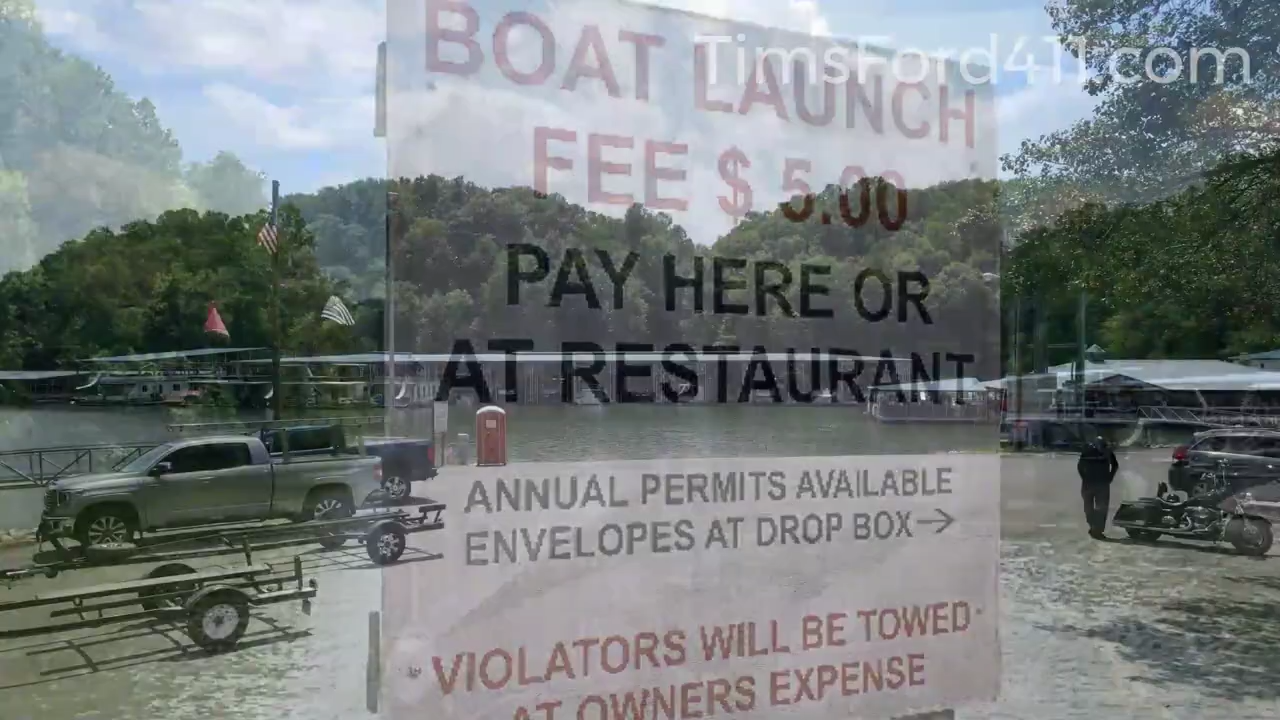 TimsFord411.com
BOAT LAUNCH
FEE $ 5.00
PAY HERE OR
AT RESTAURANT
ANNUAL PERMITS AVAILABLE
ENVELOPES AT DROP BOX→
VIOLATORS WILL BE TOWED
AT OWNERS EXPENSE